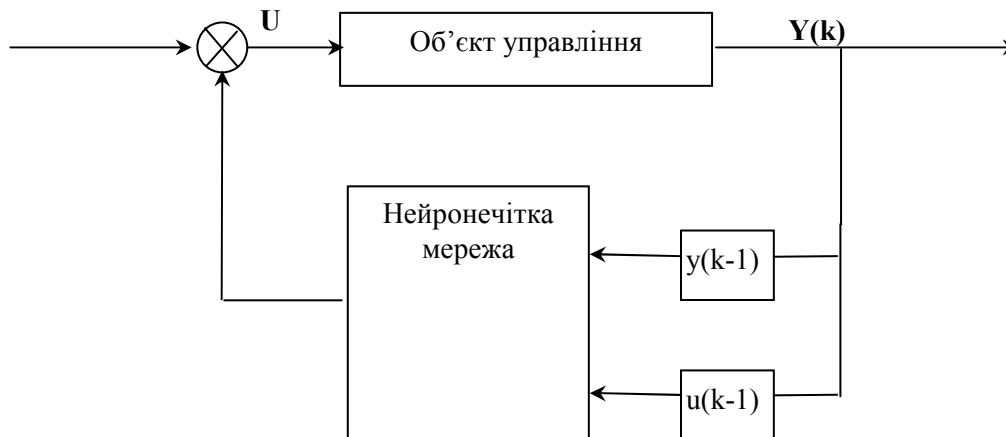 U
Об’єкт управління
Y(k)
Нейронечітка
мережа
y(k-1)
u(k-1)